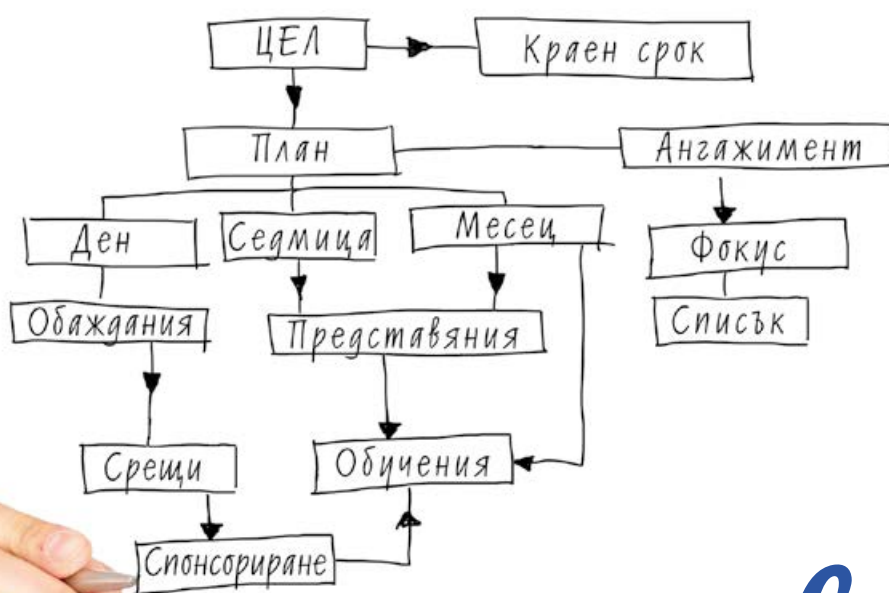 ЦЕЛ
Краен срок
План
Ангажимент
Ден
Седмица
Месец
Фокус
Обаждания
Представяния
Списък
Срещи
Обучения
Спонсориране